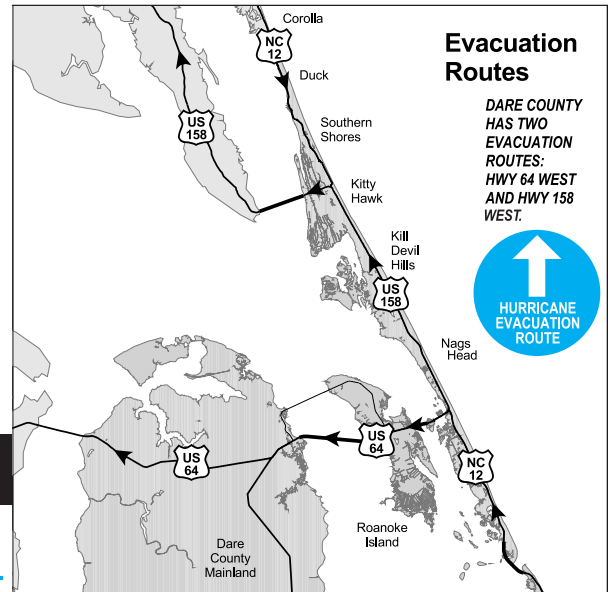 Corolla
NC
12
Evacuation
Routes
Duck
DARE COUNTY
HAS TWO
EVACUATION
ROUTES:
HWY 64 WEST
AND HWY 158
WEST.
US
158
Southern
Shores
Kitty
Hawk
Kill
Devil
Hills
US
158
HURRICANE
EVACUATION
ROUTE
Nags
Head
US
64
US
64
NC
12
Roanoke
Island
Dare
County
Mainland